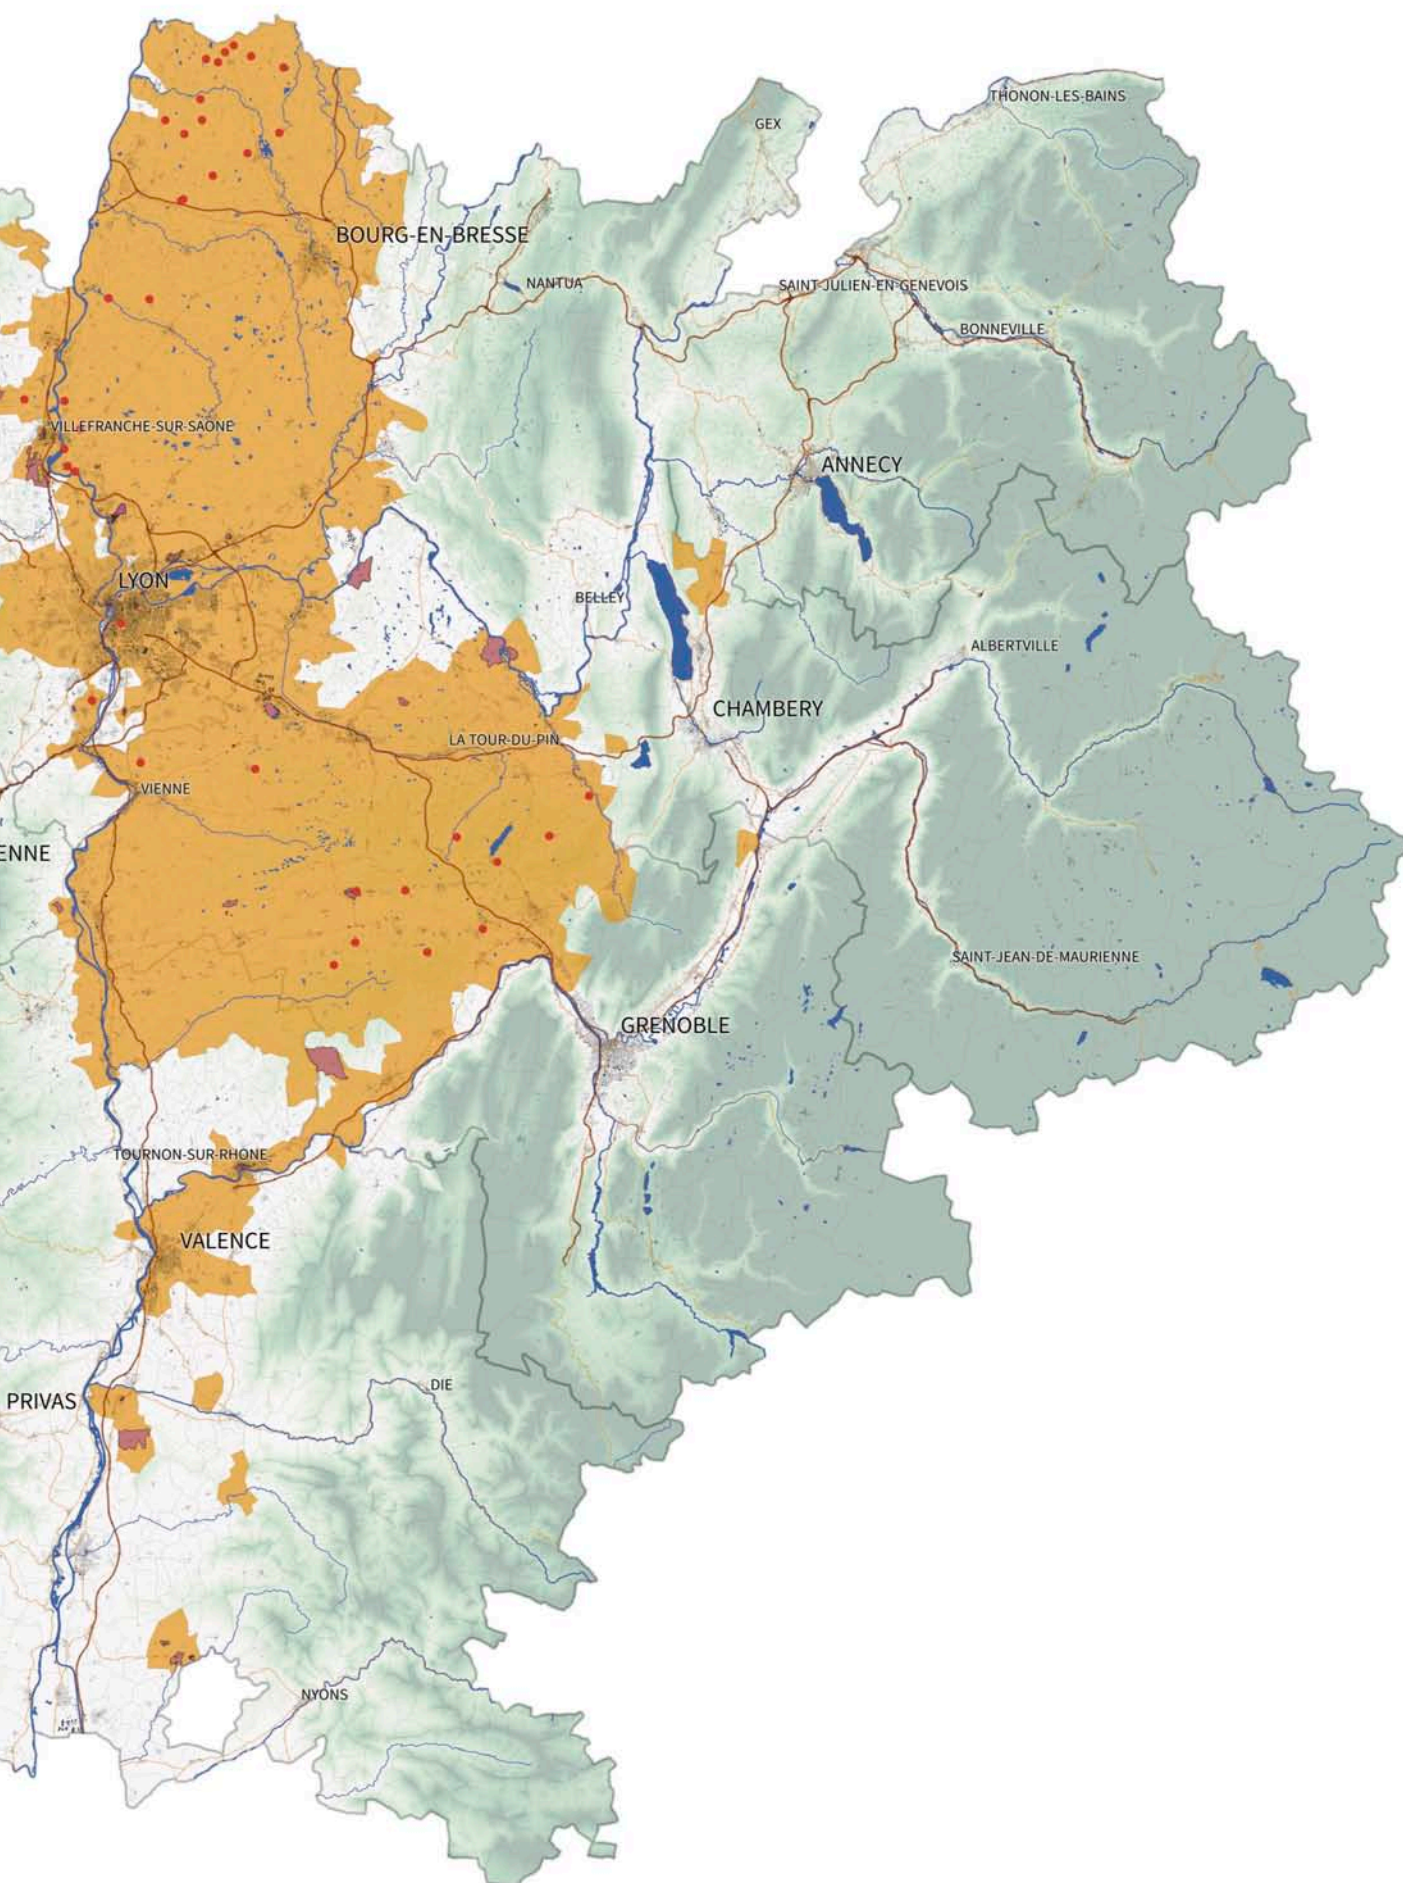 THONON-LES-BAINS
GEX
BOURG-EN-BRESSE
NANTUA
SAINT-JULIEN-EN-GENEVOIS
BONNEVILLE
VILLEFRANCHE-SUR-SAÔNE
ANNECY
LYON
BELLEY
ALBERTVILLE
CHAMBERY
LA TOUR-DU-PIN
VIENNE
ENNE
SAINT-JEAN-DE-MAURIENNE
GRENOBLE
TOURNON-SUR-RHONE
VALENCE
DIE
PRIVAS
NYONS